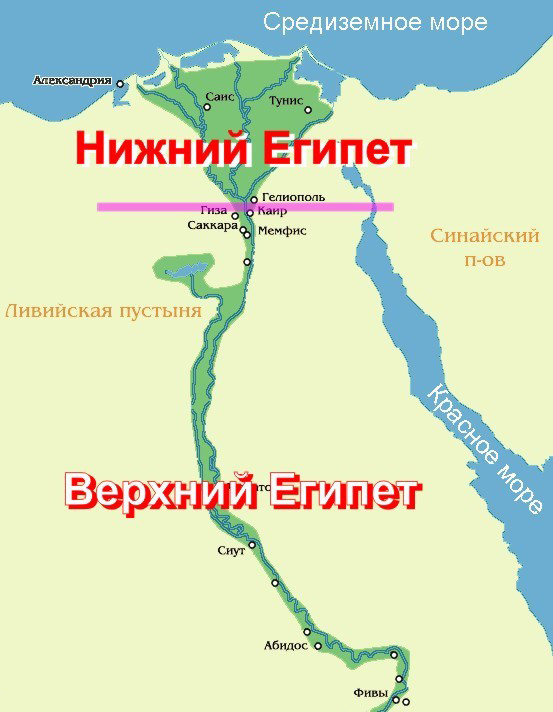 Средиземное море
Александрия
Саис
Тунис
Нижний Египет
Гелиополь
Гиза
Каир
Саккара
Мемфис
Синайский
п-ов
Ливийская пустыня
Красное море
Верхний Египет
Сиут
Абидос
Фивы